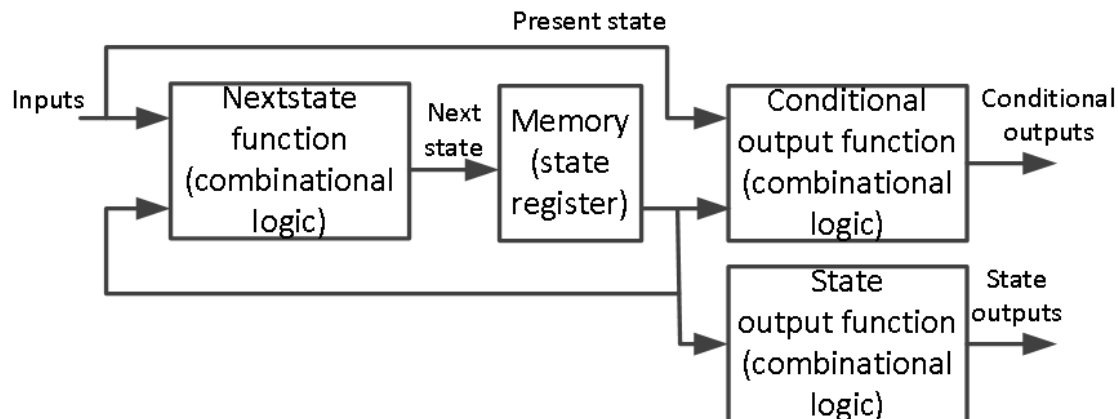 Present state
Inputs
Nextstate
function
(combinational
logic)
Next
state
Memory
(state
register)
Conditional
output function
(combinational
logic)
Conditional
outputs
State
output function
(combinational
logic)
State
outputs